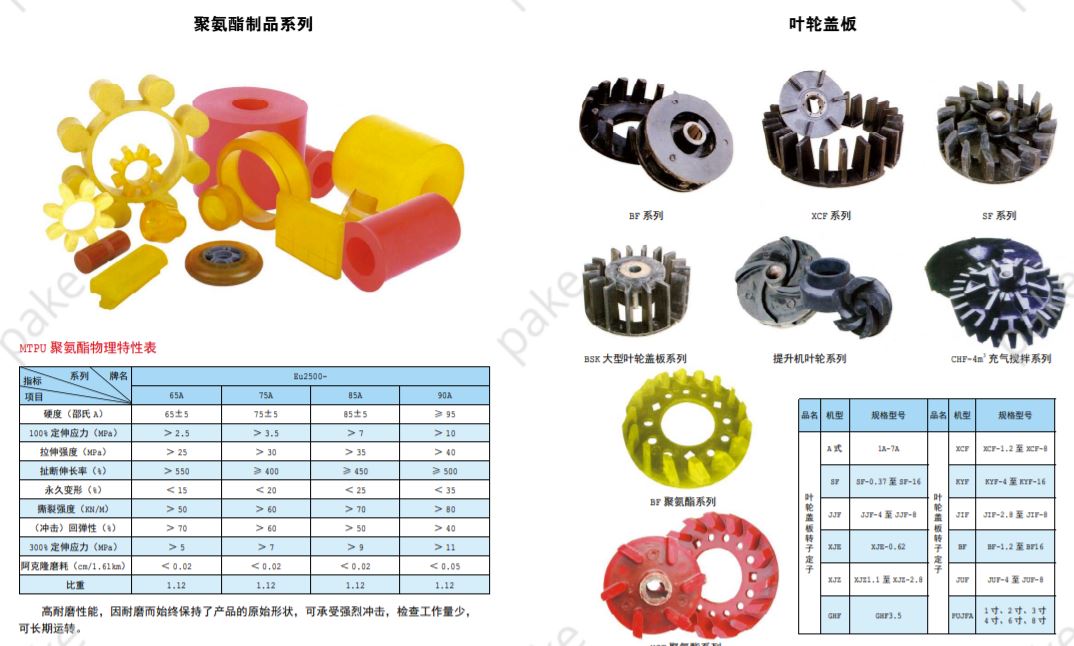 聚氨酯制品系列
pake
MTPU 聚氨酯物理特性表
指标 系列 牌名
项目
Eu2500-
65A 75A 85A 90A
硬度（邵氏 A） 65±5 75±5 85±5 ≥95
100% 定伸应力（MPa） ＞2.5 ＞3.5 ＞7 ＞10
拉伸强度（MPa） ＞25 ＞30 ＞35 ＞40
扯断伸长率（%） ＞550 ≥400 ≥450 ≥500
永久变形（%） ＜15 ＜20 ＜25 ＜35
撕裂强度（KN/M） ＞50 ＞60 ＞70 ＞80
（冲击）回弹性（%） ＞70 ＞60 ＞50 ＞40
300% 定伸应力（MPa） ＞5 ＞7 ＞9 ＞11
阿克隆磨耗（cm/1.61km） ＜0.02 ＜0.02 ＜0.02 ＜0.05
比重 1.12 1.12 1.12 1.12
高耐磨性能，因耐磨而始终保持了产品的原始形状，可承受强烈冲击，检查工作量少，
可长期运转。
叶轮盖板
BF 系列 XCF 系列 SF 系列
pake
BSK 大型叶轮盖板系列 提升机叶轮系列 CHF-4m³ 充气搅拌系列
BF 聚氨酯系列
品名 机型 规格型号 品名 机型 规格型号
叶轮盖板转子定子 叶轮盖板转子定子
A 式 1A-7A XCF XCF-1.2 至 XCF-8
SF SF-0.37 至 SF-16 KYF KYF-4 至 KYF-16
JJF JJF-4 至 JJF-8 JIF JIF-2.8 至 JIF-8
XJE XJE-0.62 BF BF-1.2 至 BF16
XJZ XJZ1.1 至 XJZ-2.8 JUF JUF-4 至 JUF-8
GHF GHF3.5 FUJFA 1 寸、2 寸、3 寸
4 寸、6 寸、8 寸